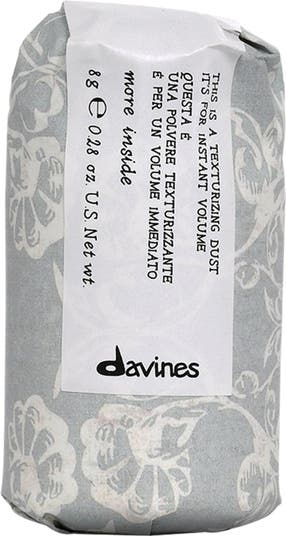 THIS IS A TEXTURIZING DUST
IT'S FOR INSTANT VOLUME
QUESTA È
UNA POLVERE TEXTURIZZANTE
È PER UN VOLUME IMMEDIATO
more inside
8g ℮ 0.28 oz. U.S. Net wt.
davines